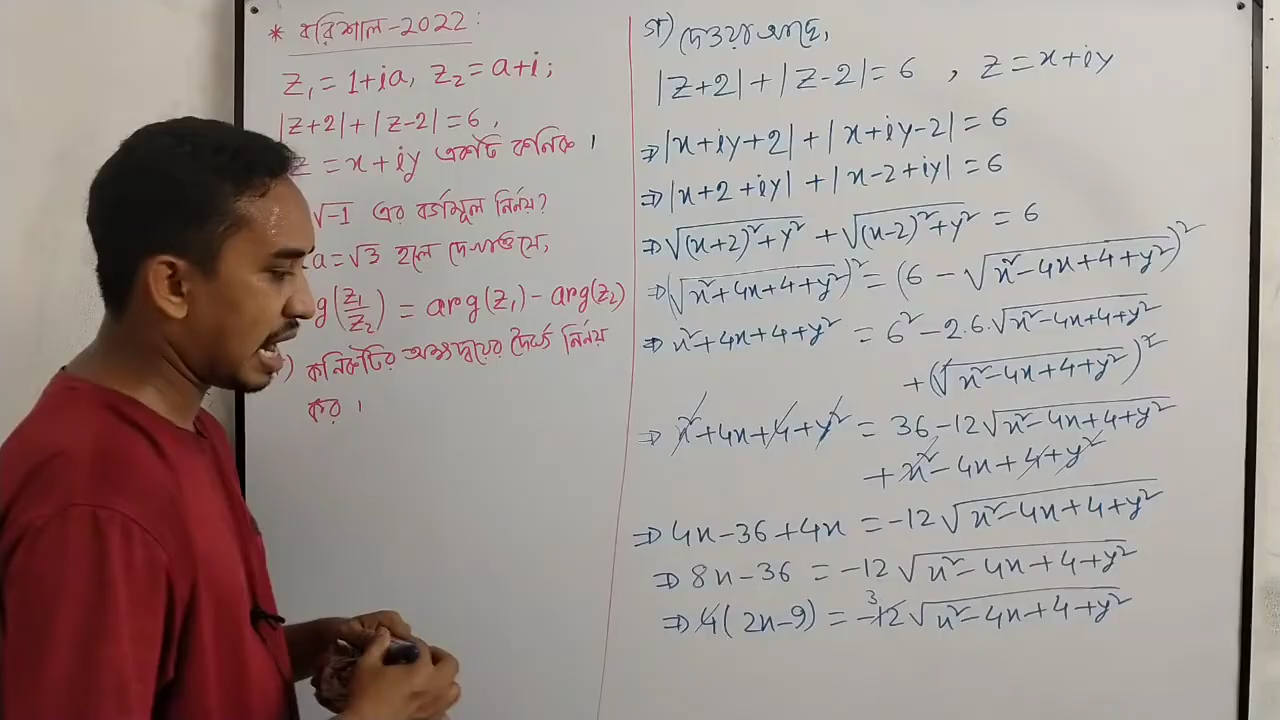 * বরিশাল-2022:
z₁ = 1+ia, z₂ = a+i;
|z+2| + |z-2| = 6,
z = x+iy একটি কনিক।
√-1 এর বর্গমূল নির্নয়?
a = √3 হলে দেখাও যে,
g(z₁/z₂) = arg(z₁) - arg(z₂)
) কনিকটির অক্ষদ্বয়ের দৈর্ঘ্য নির্নয়
কর।
গ) দেওয়া আছে,
|z+2| + |z-2| = 6 , z = x+iy
⇒ |x+iy+2| + |x+iy-2| = 6
⇒ |x+2+iy| + |x-2+iy| = 6
⇒ √((x+2)²+y²) + √((x-2)²+y²) = 6
⇒ (√(x²+4x+4+y²))² = (6 - √(x²-4x+4+y²))²
⇒ x²+4x+4+y² = 6² - 2.6.√(x²-4x+4+y²)
+ (√(x²-4x+4+y²))²
⇒ x²+4x+4+y² = 36-12√(x²-4x+4+y²)
+ x²-4x+4+y²
⇒ 4x-36+4x = -12√(x²-4x+4+y²)
⇒ 8x-36 = -12√(x²-4x+4+y²)
⇒ 4(2x-9) = -12 3 √(x²-4x+4+y²)